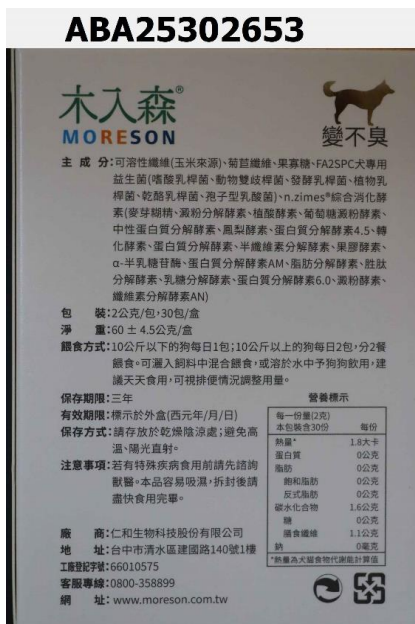 ABA25302653
木入森®
MORESON
變不臭
主成分:可溶性纖維(玉米來源)、菊苣纖維、果寡糖、FA2SPC犬專用
益生菌(嗜酸乳桿菌、動物雙歧桿菌、發酵乳桿菌、植物乳
桿菌、乾酪乳桿菌、孢子型乳酸菌)、n.zimes®綜合消化酵
素(麥芽糊精、澱粉分解酵素、植酸酵素、葡萄糖澱粉酵素、
中性蛋白質分解酵素、鳳梨酵素、蛋白質分解酵素4.5、轉
化酵素、蛋白質分解酵素、半纖維素分解酵素、果膠酵素、
α-半乳糖苷酶、蛋白質分解酵素AM、脂肪分解酵素、胜肽
分解酵素、乳糖分解酵素、蛋白質分解酵素6.0、澱粉酵素、
纖維素分解酵素AN)
包裝:2公克/包,30包/盒
淨重:60 ± 4.5公克/盒
餵食方式:10公斤以下的狗每日1包;10公斤以上的狗每日2包,分2餐
餵食。可灑入飼料中混合餵食,或溶於水中予狗狗飲用,建
議天天食用,可視排便情況調整用量。
保存期限:三年
有效期限:標示於外盒(西元年/月/日)
保存方式:請存放於乾燥陰涼處;避免高
溫、陽光直射。
注意事項:若有特殊疾病食用前請先諮詢
獸醫。本品容易吸濕,拆封後請
盡快食用完畢。
營養標示
每一份量(2克)
本包裝含30份 每份
熱量* 1.8大卡
蛋白質 0公克
脂肪 0公克
飽和脂肪 0公克
反式脂肪 0公克
碳水化合物 1.6公克
糖 0公克
膳食纖維 1.1公克
鈉 0毫克
*熱量為犬貓食物代謝能計算值
廠商:仁和生物科技股份有限公司
地址:台中市清水區建國路140號1樓
工廠登記字號:66010575
客服專線:0800-358899
網址: www.moreson.com.tw